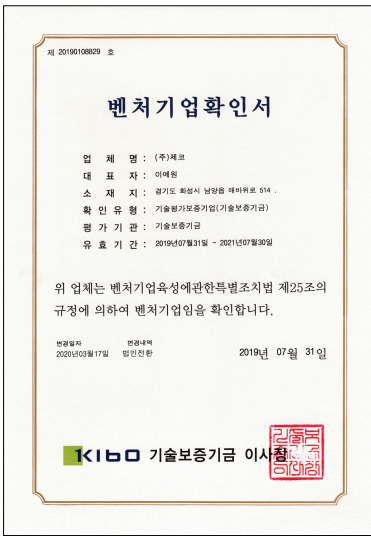 제 20190108829 호
벤처기업확인서
업 체 명 : (주)제코
대 표 자 : 이예원
소 재 지 : 경기도 화성시 남양읍 매바위로 514 .
확 인 유 형 : 기술평가보증기업(기술보증기금)
평 가 기 관 : 기술보증기금
유 효 기 간 : 2019년07월31일 ~ 2021년07월30일
위 업체는 벤처기업육성에관한특별조치법 제25조의
규정에 의하여 벤처기업임을 확인합니다.
변경일자 변경내역
2020년03월17일 법인전환
2019년 07월 31일
KIBO 기술보증기금 이사장